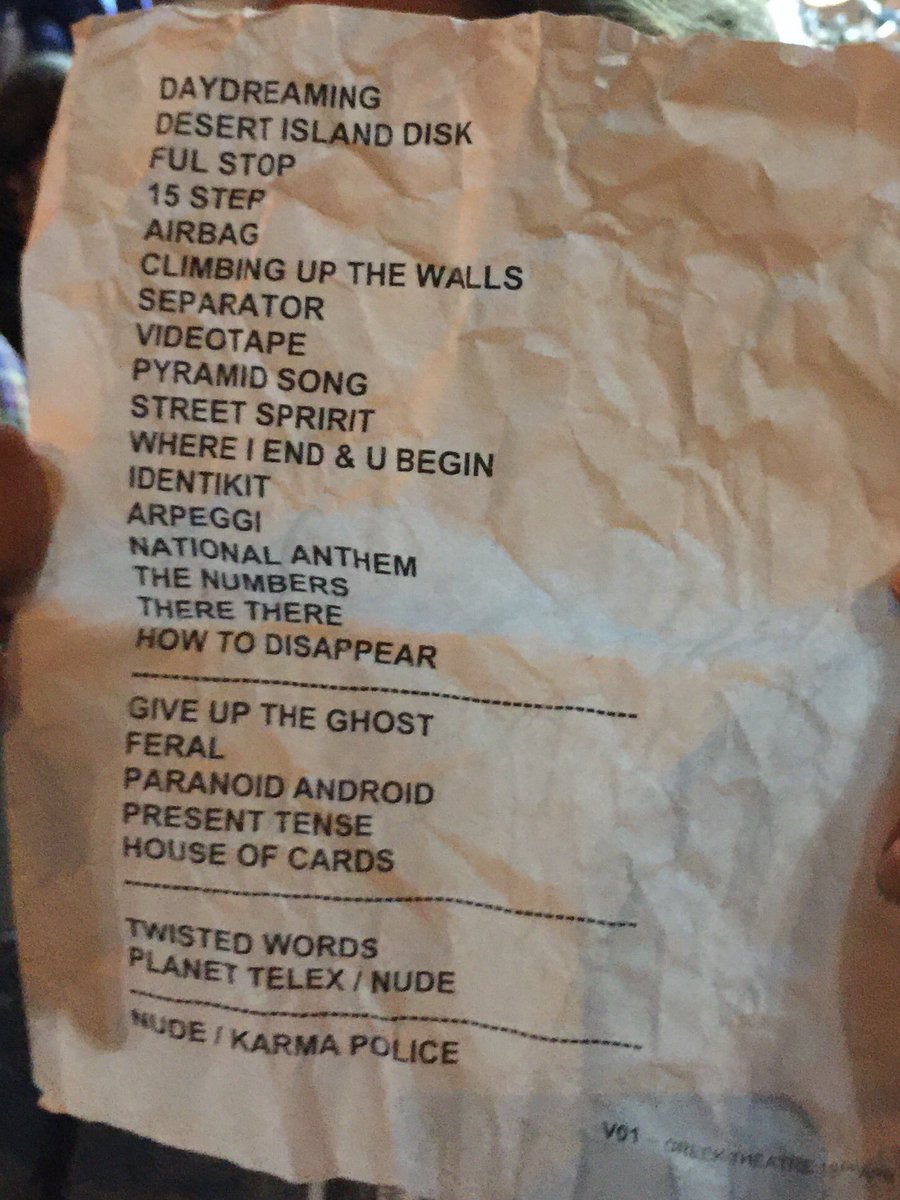 DAYDREAMING
DESERT ISLAND DISK
FUL STOP
15 STEP
AIRBAG
CLIMBING UP THE WALLS
SEPARATOR
VIDEOTAPE
PYRAMID SONG
STREET SPRIRIT
WHERE I END & U BEGIN
IDENTIKIT
ARPEGGI
NATIONAL ANTHEM
THE NUMBERS
THERE THERE
HOW TO DISAPPEAR
GIVE UP THE GHOST
FERAL
PARANOID ANDROID
PRESENT TENSE
HOUSE OF CARDS
TWISTED WORDS
PLANET TELEX / NUDE
NUDE / KARMA POLICE
V01 - GREEK THEATRE